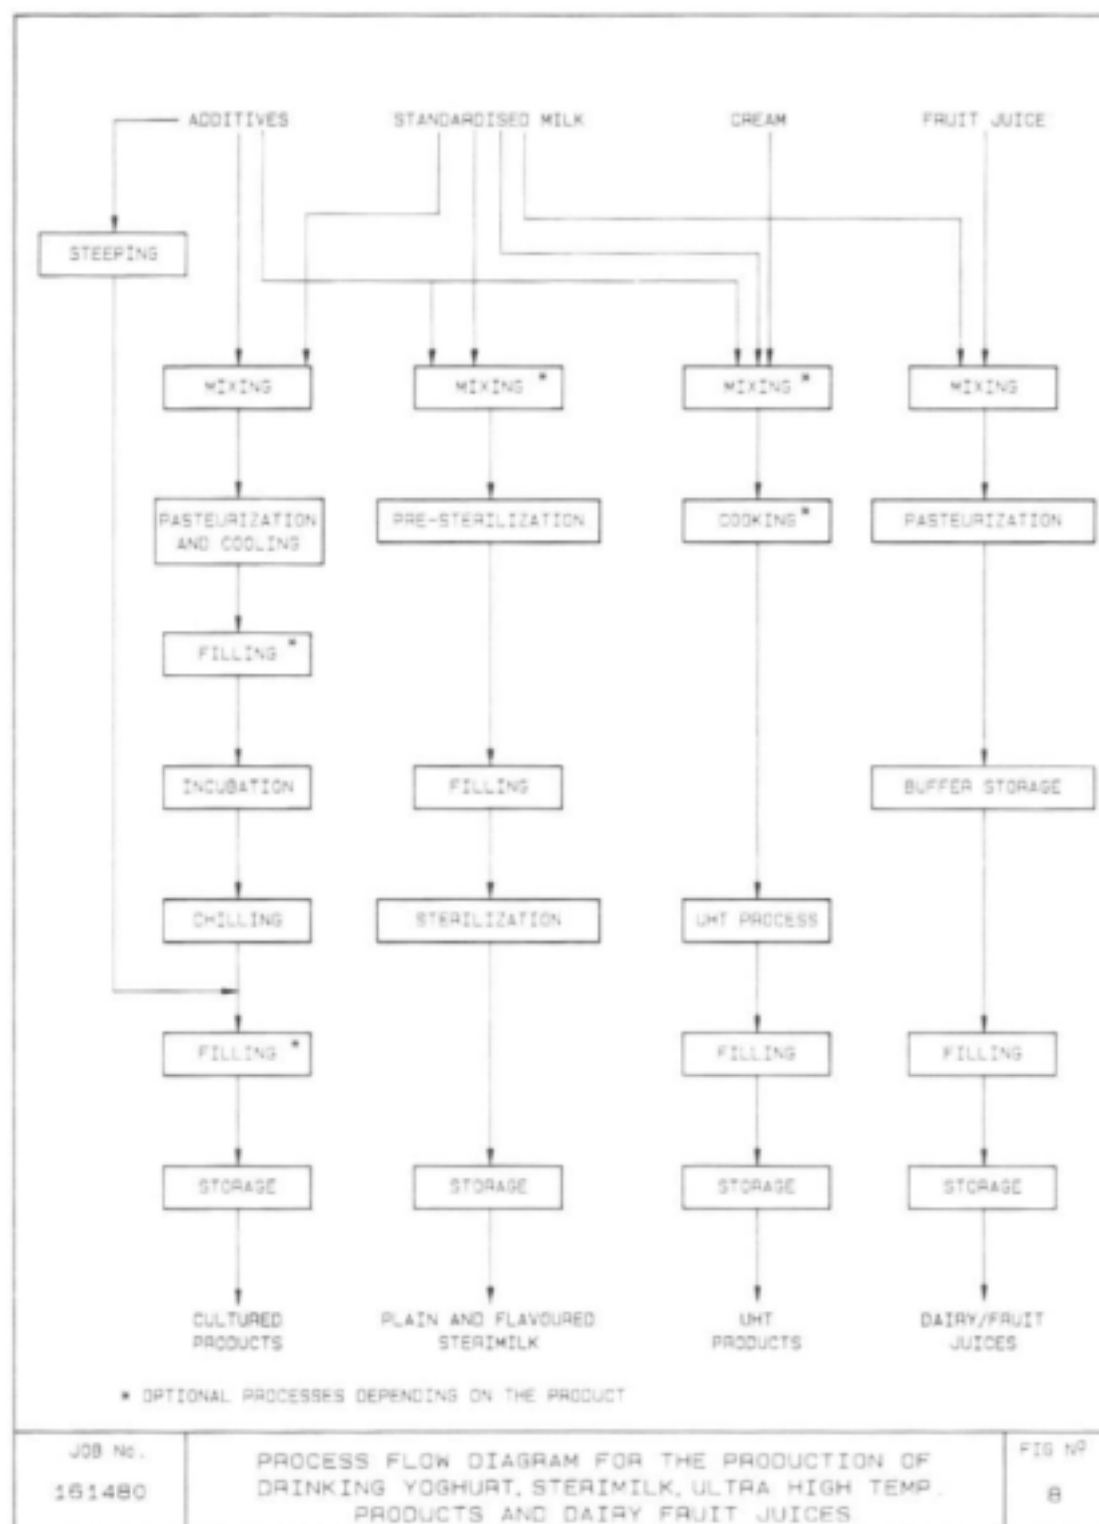 ADDITIVES STANDARDISED MILK CREAM FRUIT JUICE
STEEPING
MIXING MIXING * MIXING * MIXING
PASTEURIZATION PRE-STERILIZATION COOKING * PASTEURIZATION
AND COOLING
FILLING *
INCUBATION FILLING BUFFER STORAGE
CHILLING STERILIZATION UHT PROCESS
FILLING * FILLING FILLING
STORAGE STORAGE STORAGE STORAGE
CULTURED PLAIN AND FLAVOURED UHT DAIRY/FRUIT
PRODUCTS STERIMILK PRODUCTS JUICES
* OPTIONAL PROCESSES DEPENDING ON THE PRODUCT
JOB No.
161480
PROCESS FLOW DIAGRAM FOR THE PRODUCTION OF
DRINKING YOGHURT, STERIMILK, ULTRA HIGH TEMP.
PRODUCTS AND DAIRY FRUIT JUICES
FIG Nº
8